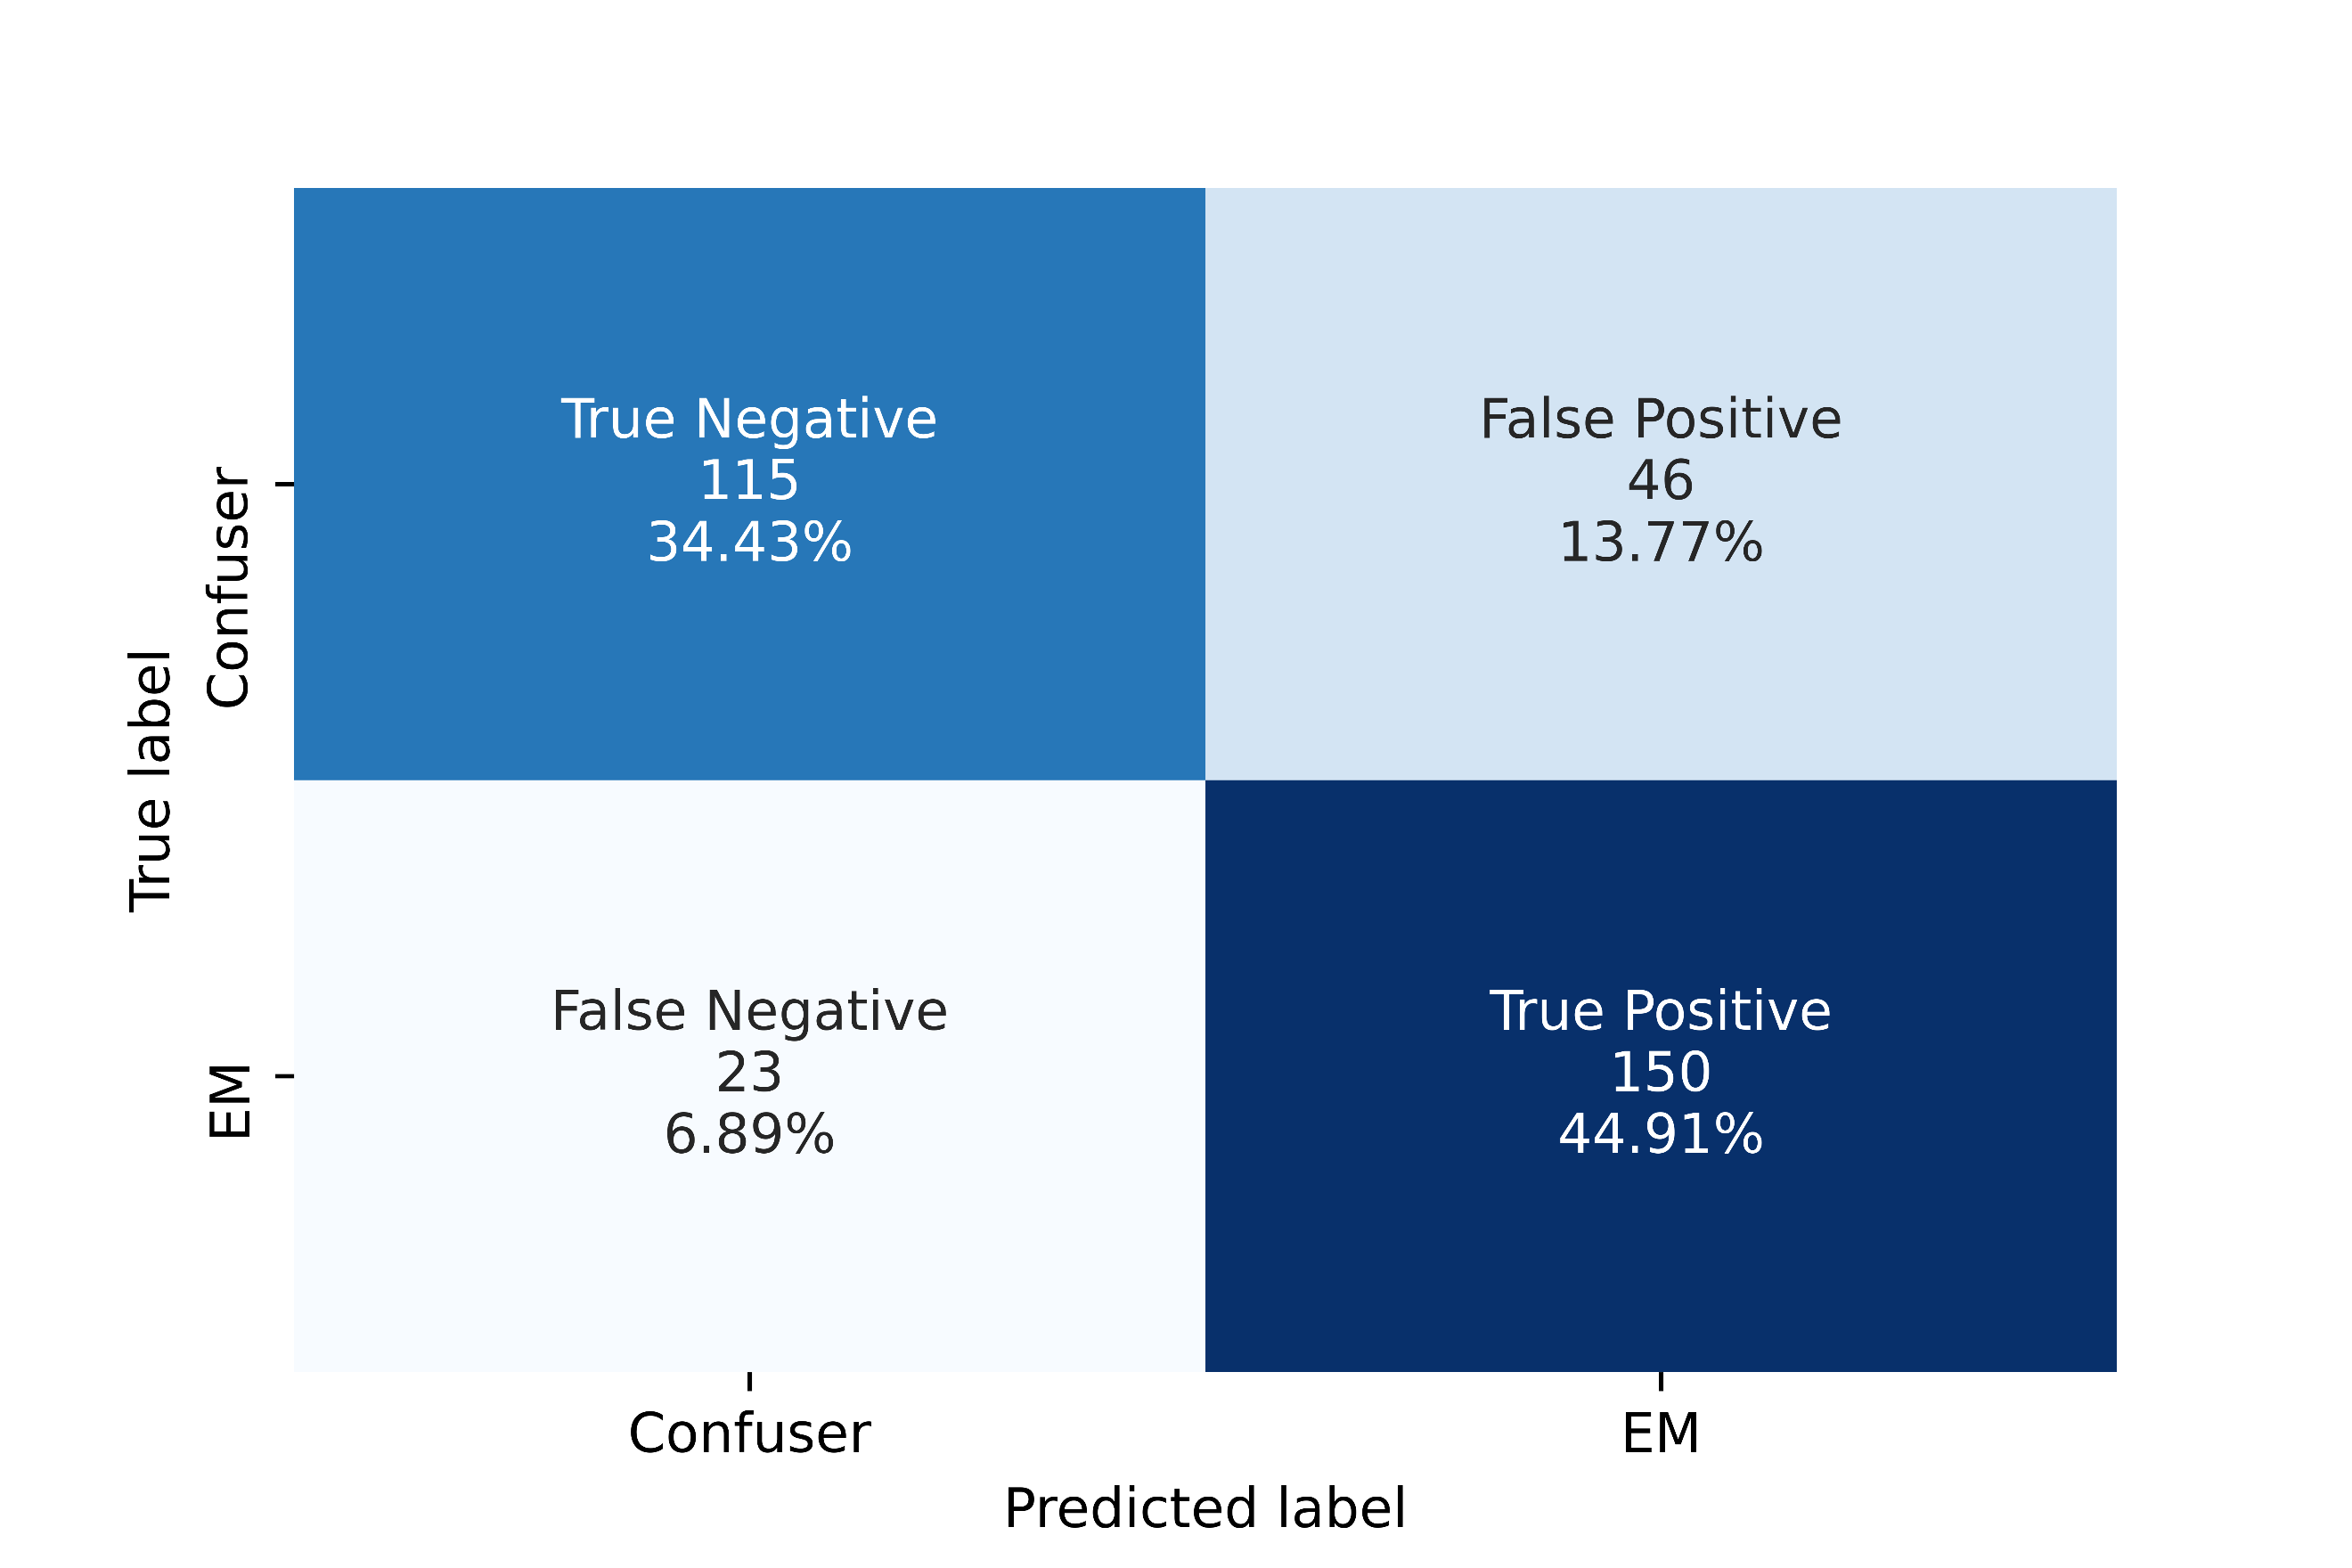 True Negative
115
34.43%
False Positive
46
13.77%
False Negative
23
6.89%
True Positive
150
44.91%
True label
Confuser
EM
Confuser
EM
Predicted label